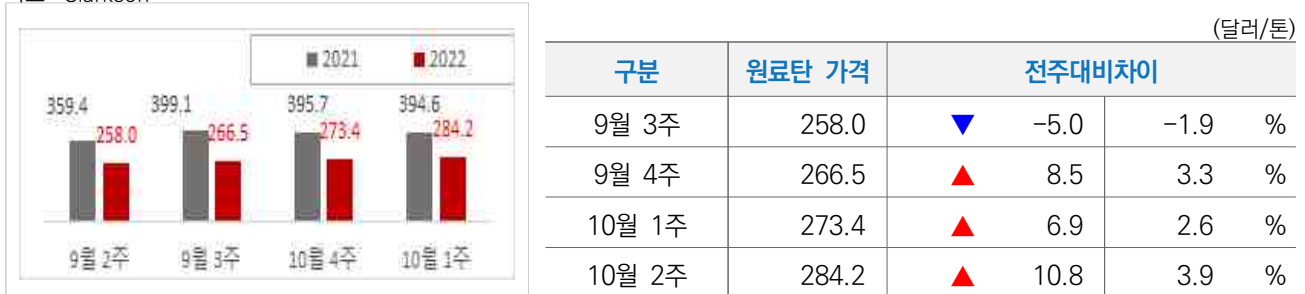 ■ 2021 ■ 2022
359.4 258.0 399.1 266.5 395.7 273.4 394.6 284.2
9월 2주 9월 3주 10월 4주 10월 1주
(달러/톤)
구분 원료탄 가격 전주대비차이
9월 3주 258.0 ▼ -5.0 -1.9 %
9월 4주 266.5 ▲ 8.5 3.3 %
10월 1주 273.4 ▲ 6.9 2.6 %
10월 2주 284.2 ▲ 10.8 3.9 %